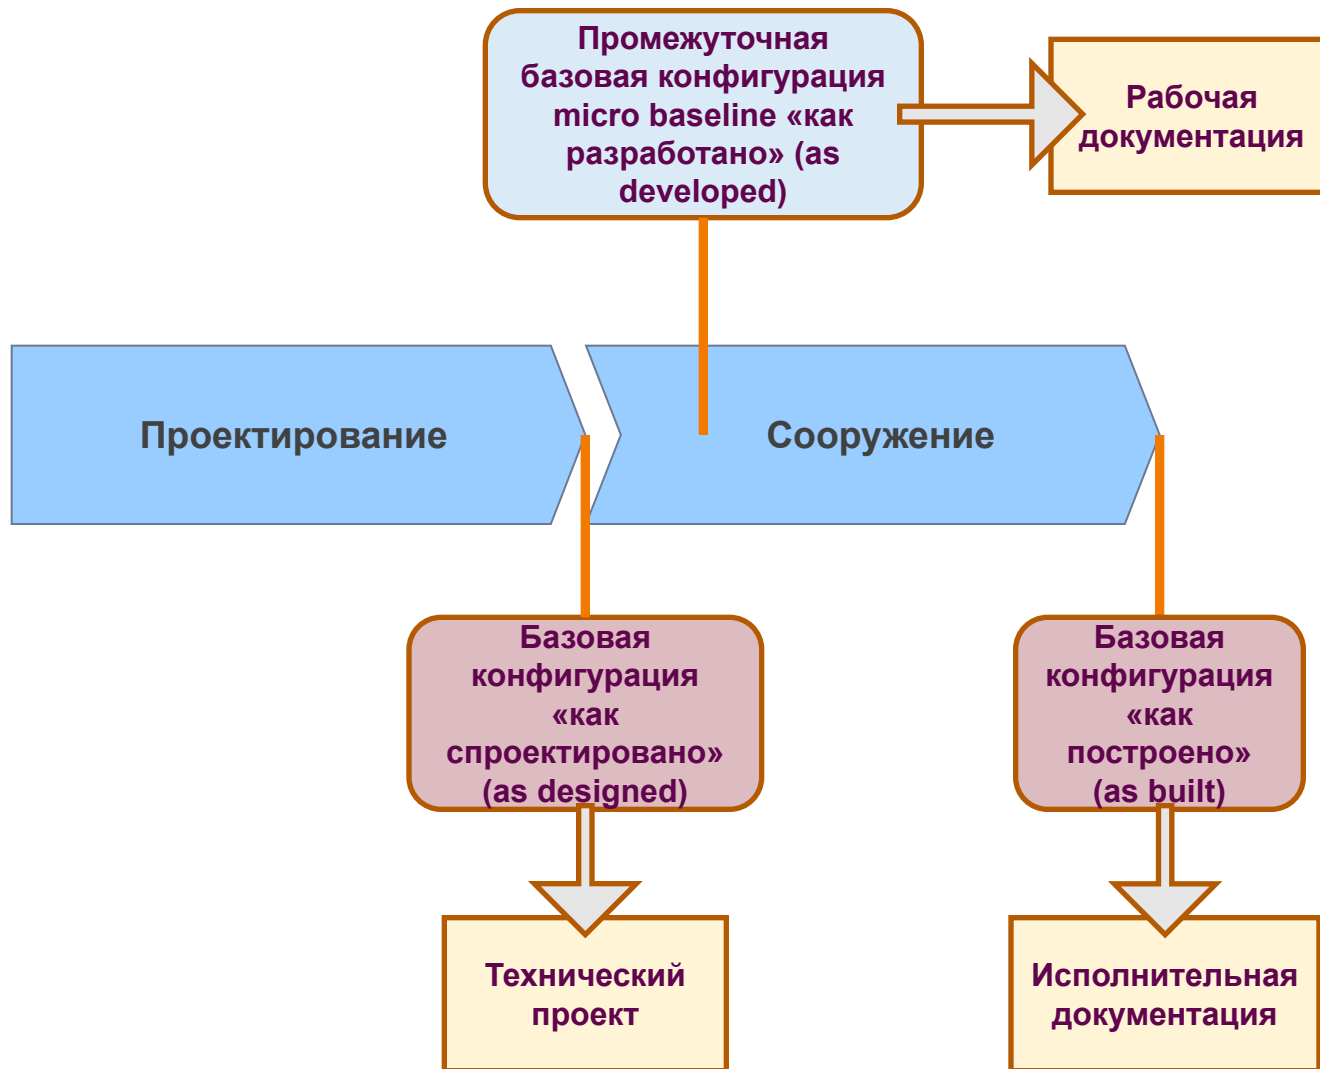 Промежуточная
базовая конфигурация
micro baseline «как
разработано» (as
developed)
Рабочая
документация
Проектирование
Сооружение
Базовая
конфигурация
«как
спроектировано»
(as designed)
Базовая
конфигурация
«как
построено»
(as built)
Технический
проект
Исполнительная
документация